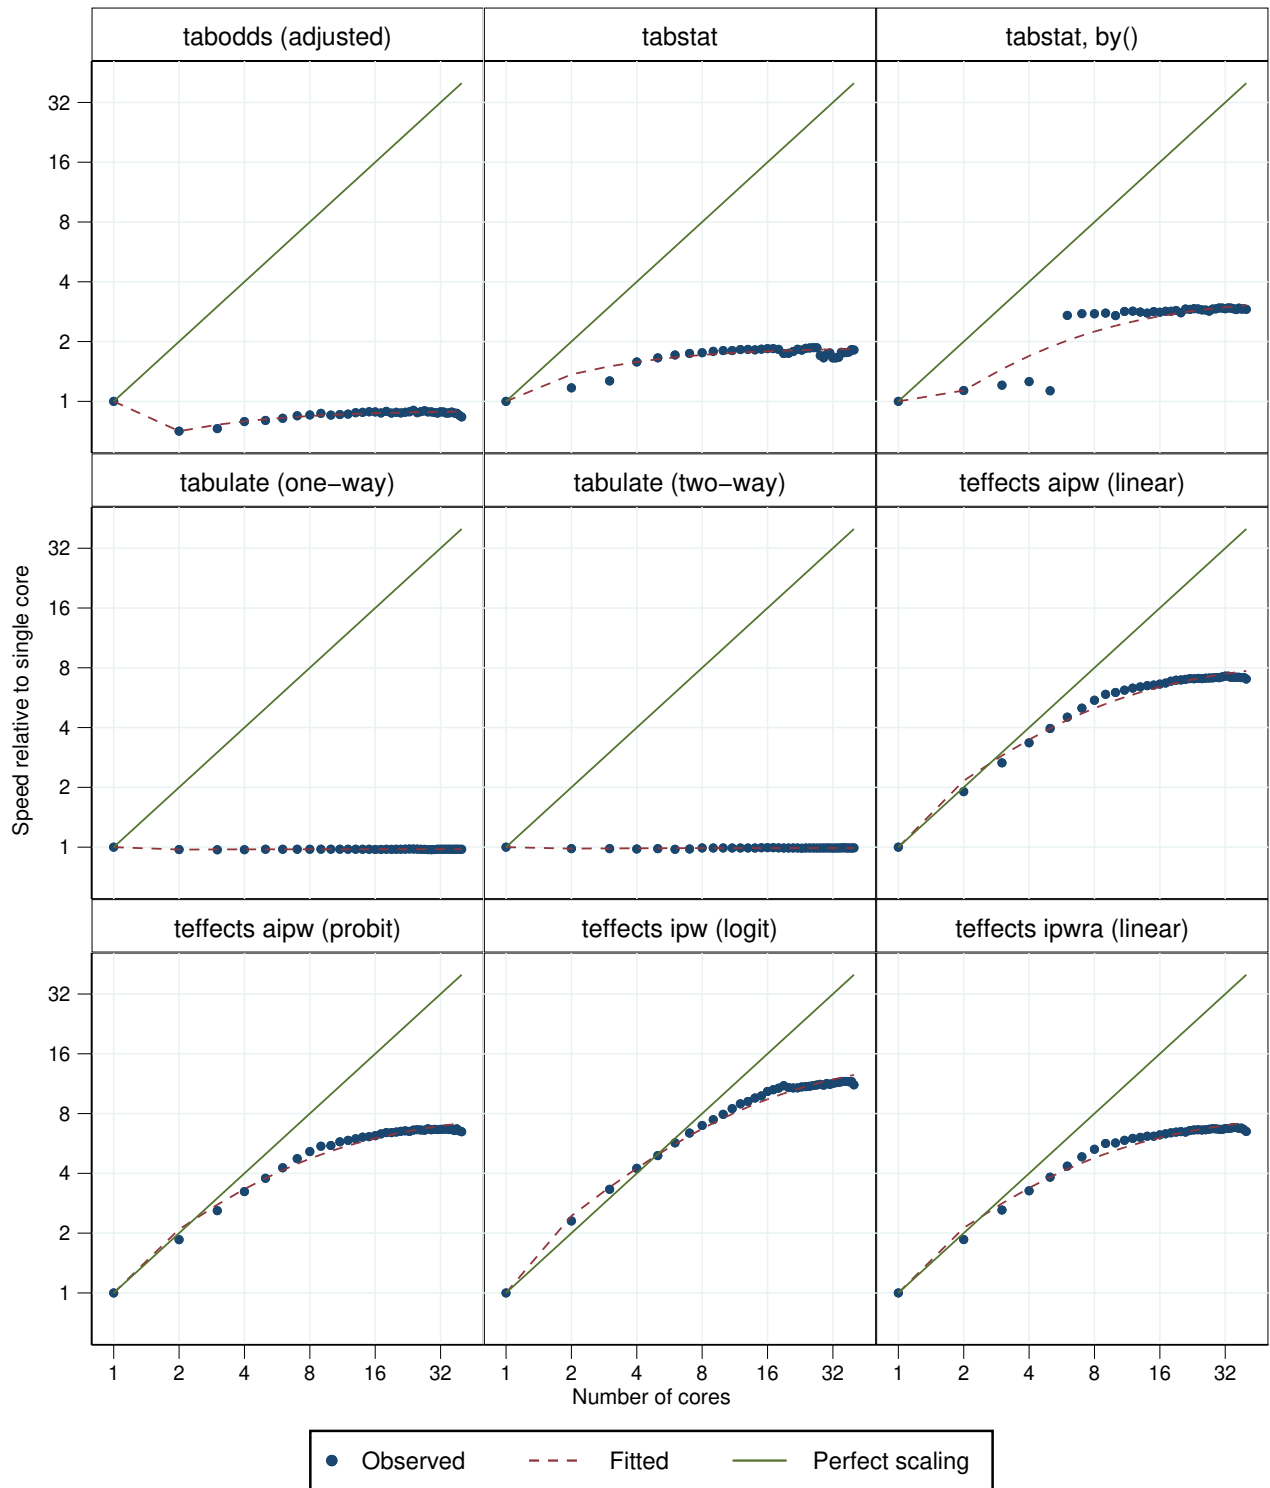 tabodds (adjusted) tabstat tabstat, by()
32
16
8
4
2
1
tabulate (one−way) tabulate (two−way) teffects aipw (linear)
32
16
8
4
2
1
teffects aipw (probit) teffects ipw (logit) teffects ipwra (linear)
32
16
8
4
2
1
Speed relative to single core
1 2 4 8 16 32 1 2 4 8 16 32 1 2 4 8 16 32
Number of cores
Observed Fitted Perfect scaling